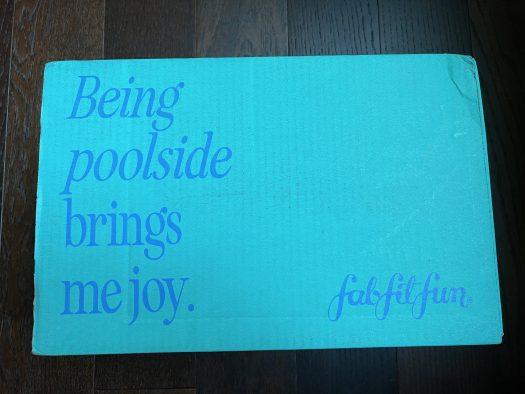 Being
poolside
brings
me joy.
fabfitfun®